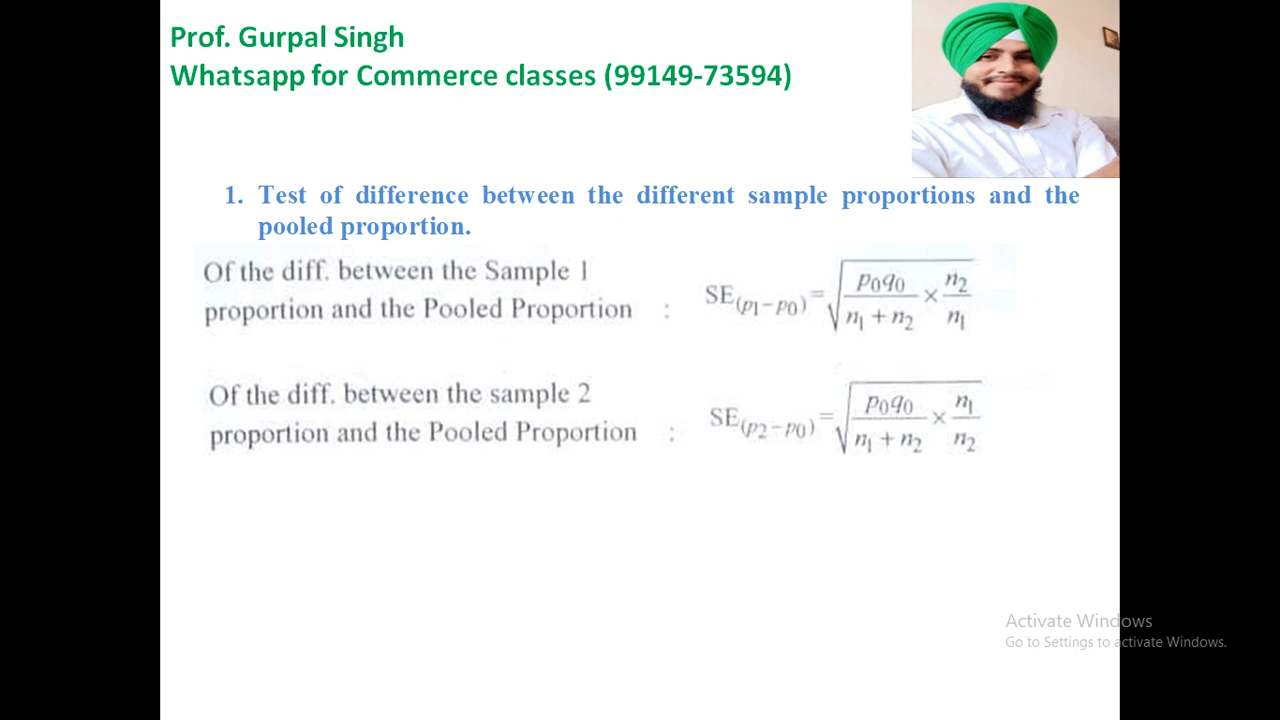 Prof. Gurpal Singh
Whatsapp for Commerce classes (99149-73594)
1. Test of difference between the different sample proportions and the
pooled proportion.
Of the diff. between the Sample 1
proportion and the Pooled Proportion : SE(p₁−p₀) = √(p₀q₀/(n₁ + n₂) × n₂/n₁)
Of the diff. between the sample 2
proportion and the Pooled Proportion : SE(p₂−p₀) = √(p₀q₀/(n₁ + n₂) × n₁/n₂)
Activate Windows
Go to Settings to activate Windows.